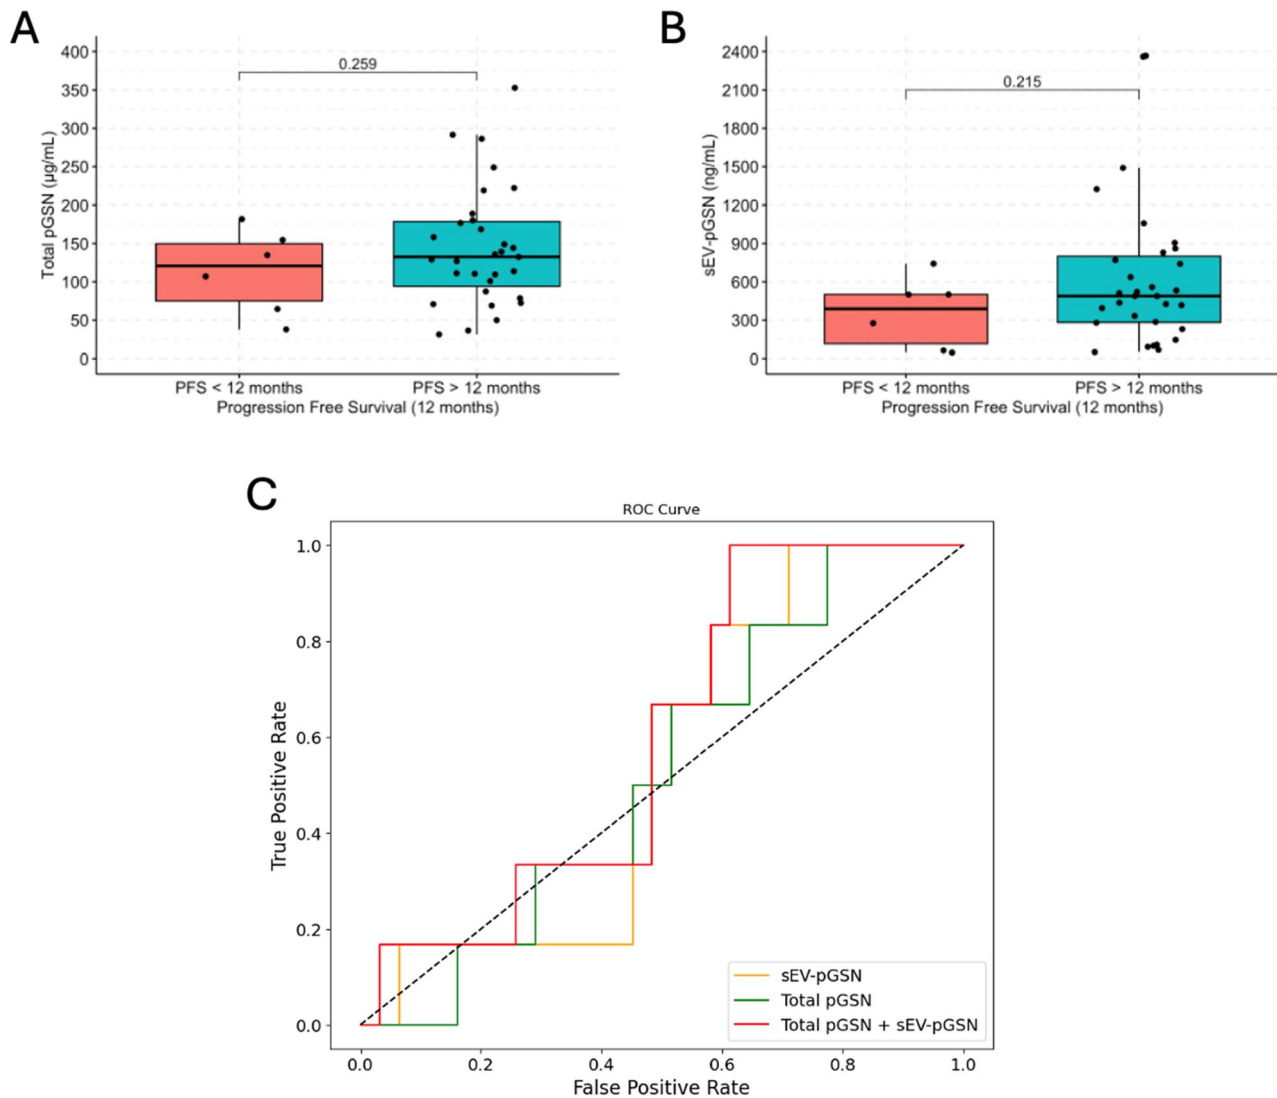 A
Total pGSN (µg/mL)
400
350
300
250
200
150
100
50
0
0.259
PFS < 12 months
PFS > 12 months
Progression Free Survival (12 months)
B
sEV-pGSN (ng/mL)
2400
2100
1800
1500
1200
900
600
300
0
0.215
PFS < 12 months
PFS > 12 months
Progression Free Survival (12 months)
C
ROC Curve
True Positive Rate
1.0
0.8
0.6
0.4
0.2
0.0
sEV-pGSN
Total pGSN
Total pGSN + sEV-pGSN
0.0
0.2
0.4
0.6
0.8
1.0
False Positive Rate